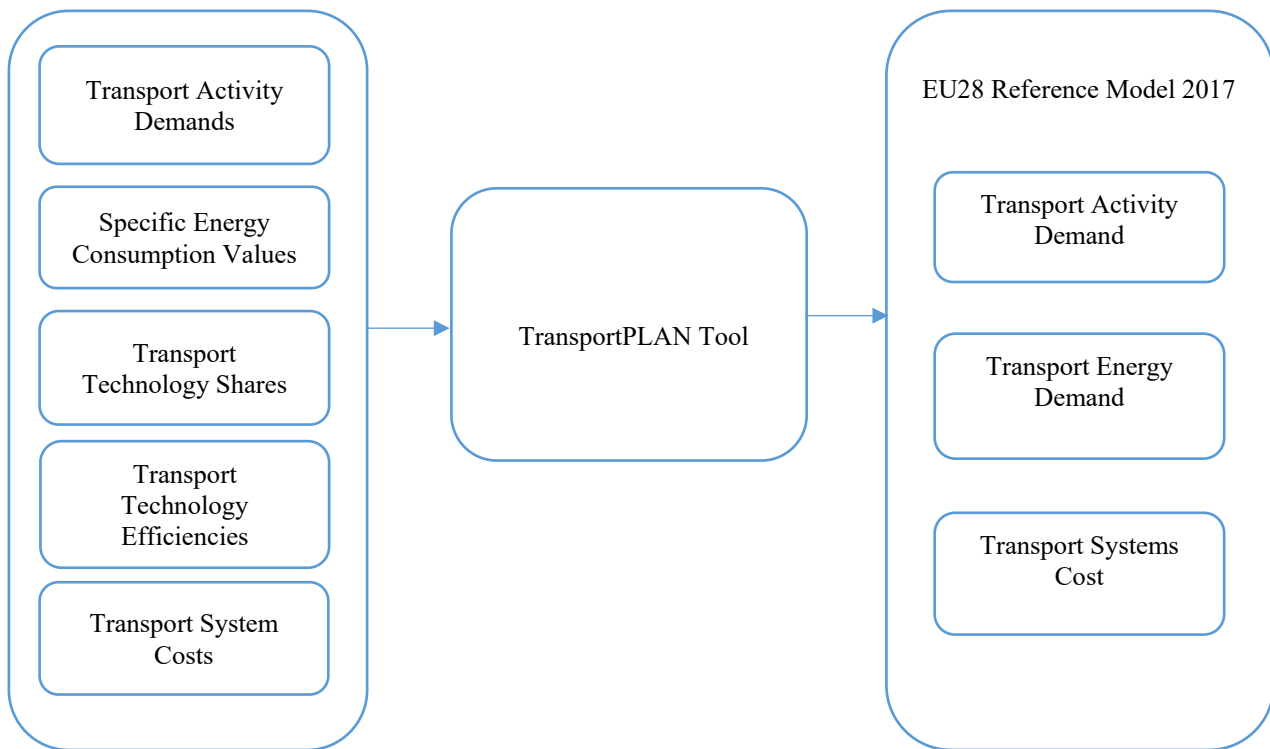 Transport Activity
Demands
Specific Energy
Consumption Values
Transport
Technology Shares
Transport
Technology
Efficiencies
Transport System
Costs
TransportPLAN Tool
EU28 Reference Model 2017
Transport Activity
Demand
Transport Energy
Demand
Transport Systems
Cost